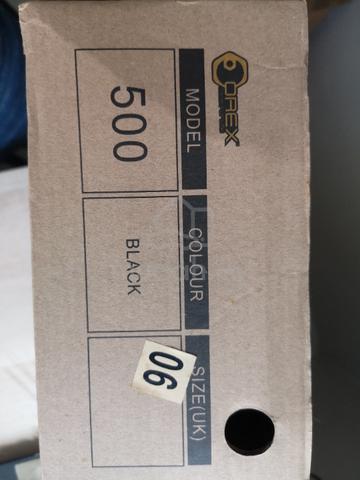 OREX
MODEL COLOUR SIZE(UK)
500 BLACK 06